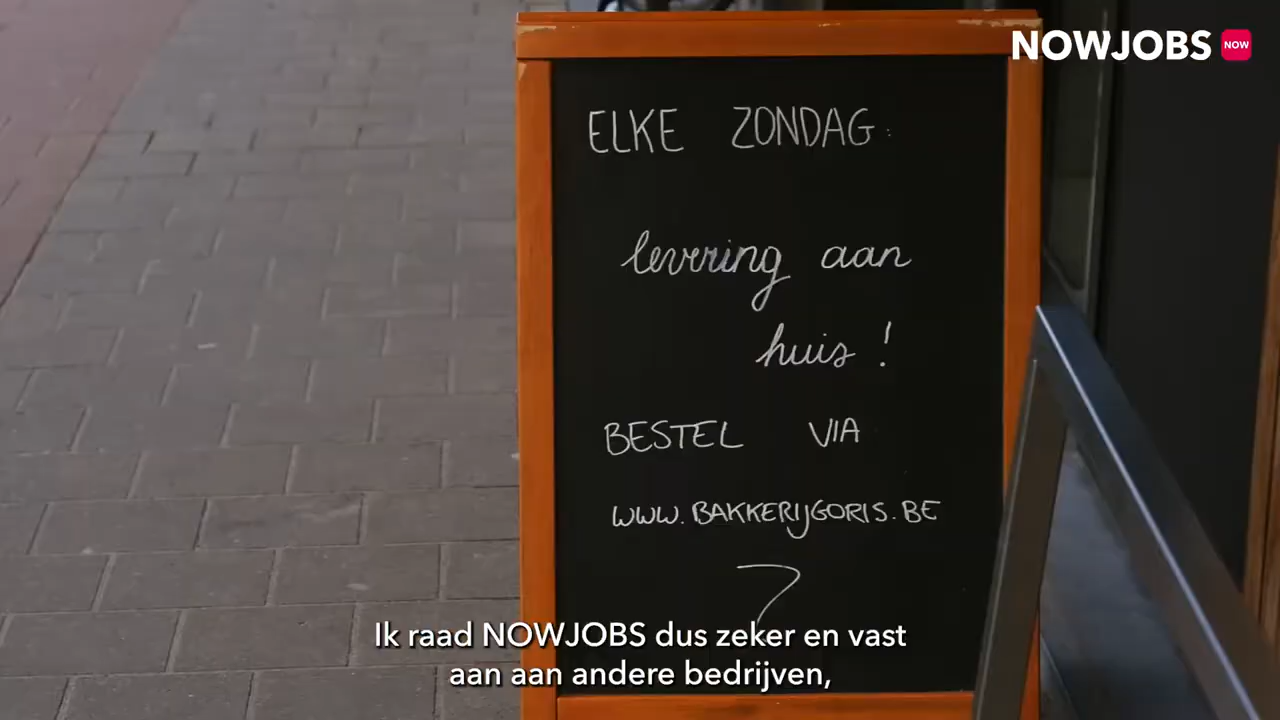 NOWJOBS NOW
ELKE ZONDAG:
levering aan
huis!
BESTEL VIA
WWW.BAKKERIJGORIS.BE
Ik raad NOWJOBS dus zeker en vast
aan aan andere bedrijven,